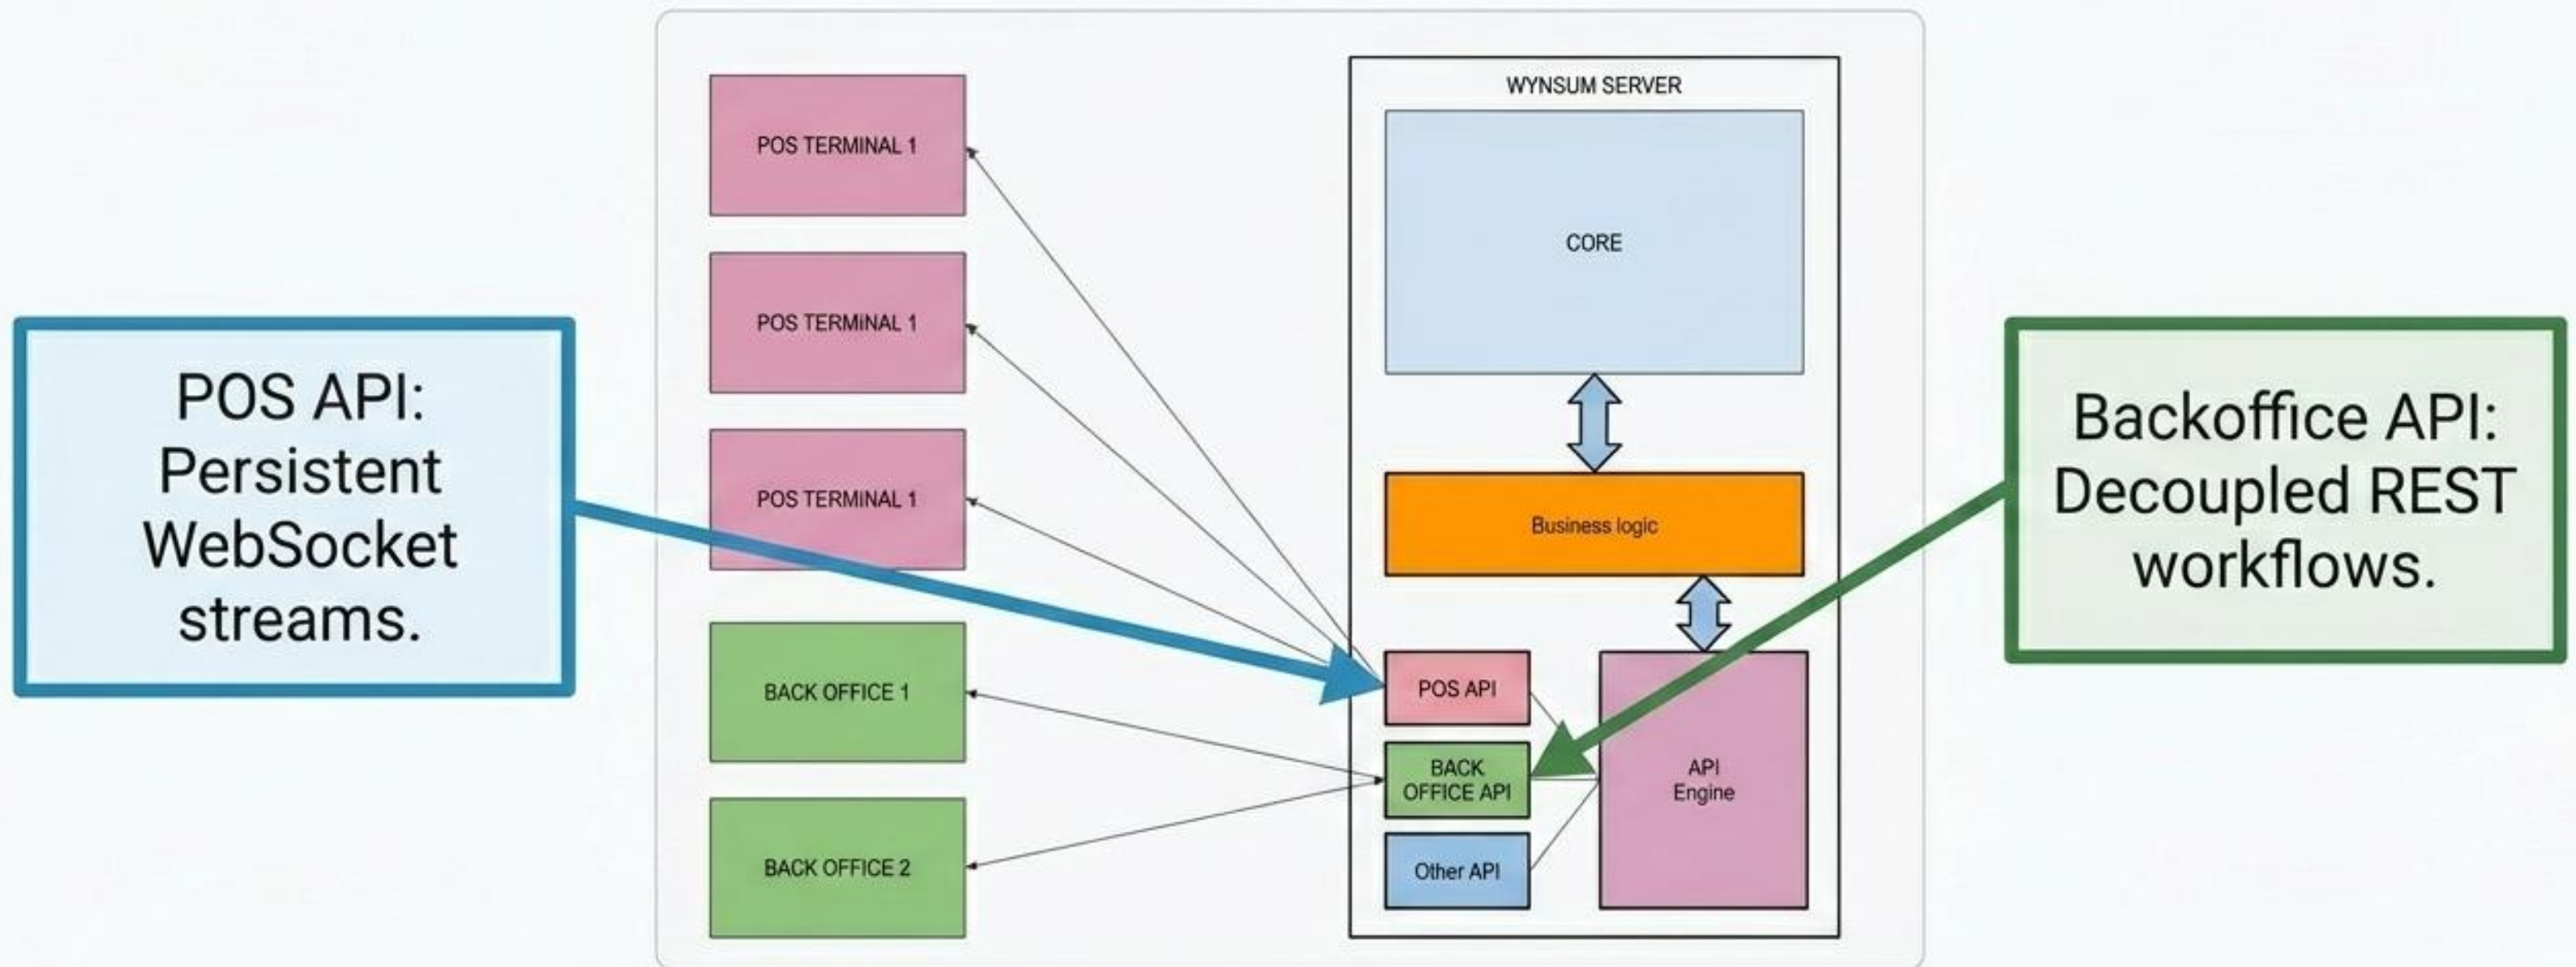 POS API:
Persistent
WebSocket
streams.
POS TERMINAL 1
POS TERMiNAL 1
POS TERMiNAL 1
BACK OFFICE 1
BACK OFFICE 2
WYNSUM SERVER
CORE
Business logic
POS API
BACK
OFFICE API
Other API
API
Engine
Backoffice API:
Decoupled REST
workflows.